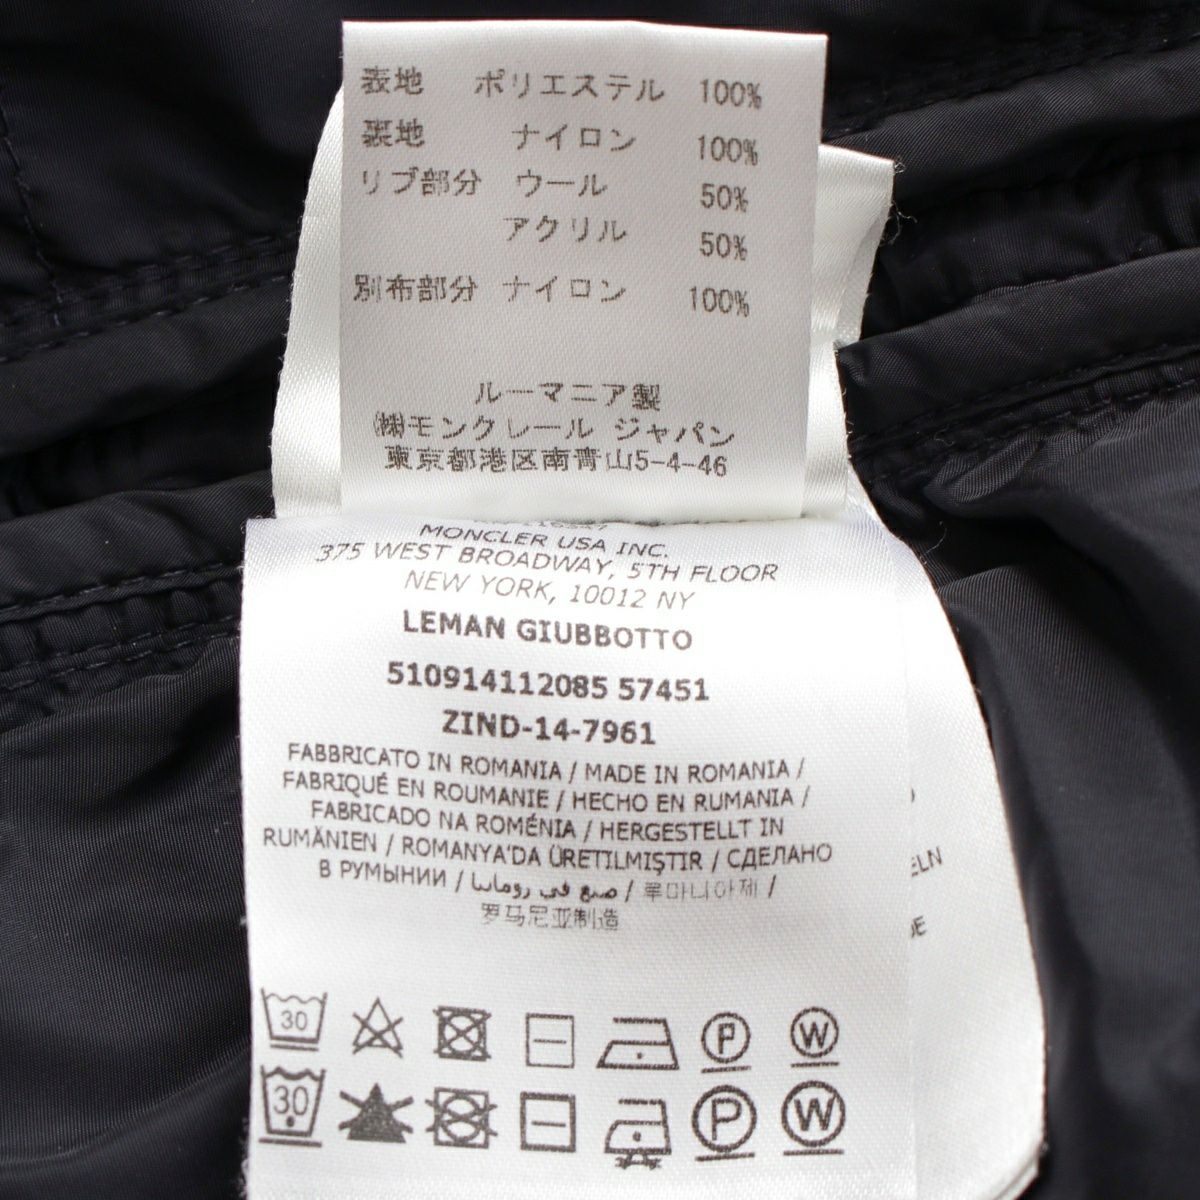 表地 ポリエステル 100%
裏地 ナイロン 100%
リブ部分 ウール 50%
アクリル 50%
別布部分 ナイロン 100%
ルーマニア製
㈱モンクレール ジャパン
東京都港区南青山5-4-46
MONCLER USA INC.
375 WEST BROADWAY, 5TH FLOOR
NEW YORK, 10012 NY
LEMAN GIUBBOTTO
510914112085 57451
ZIND-14-7961
FABBRICATO IN ROMANIA / MADE IN ROMANIA /
FABRIQUÉ EN ROUMANIE / HECHO EN RUMANIA /
FABRICADO NA ROMÉNIA / HERGESTELLT IN
RUMÄNIEN / ROMANYA'DA ÜRETILMIŞTIR / СДЕЛАНО
В РУМЫНИИ / صنع في رومانيا / 루마니아제 /
罗马尼亚制造
30 P W
30 P W